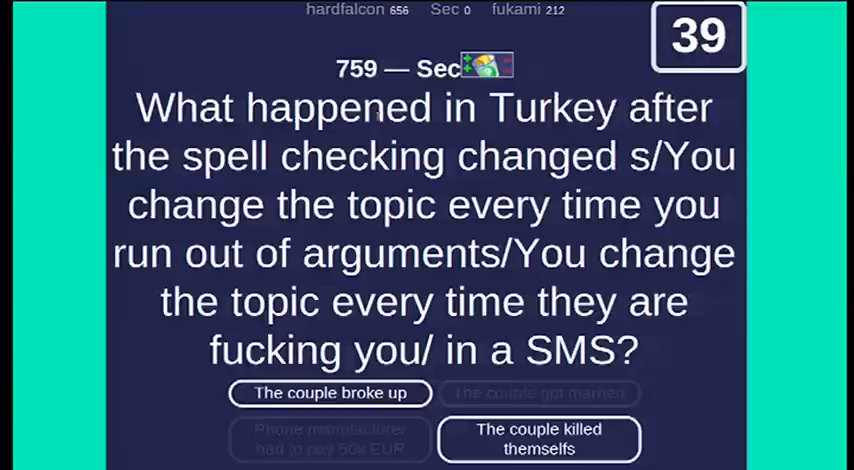 hardfalcon 656 Sec 0 fukami 212
39
759 — Sec
What happened in Turkey after
the spell checking changed s/You
change the topic every time you
run out of arguments/You change
the topic every time they are
fucking you/ in a SMS?
The couple broke up
The couple got married
Phone manufacturer
had to pay 50k EUR
The couple killed
themselfs